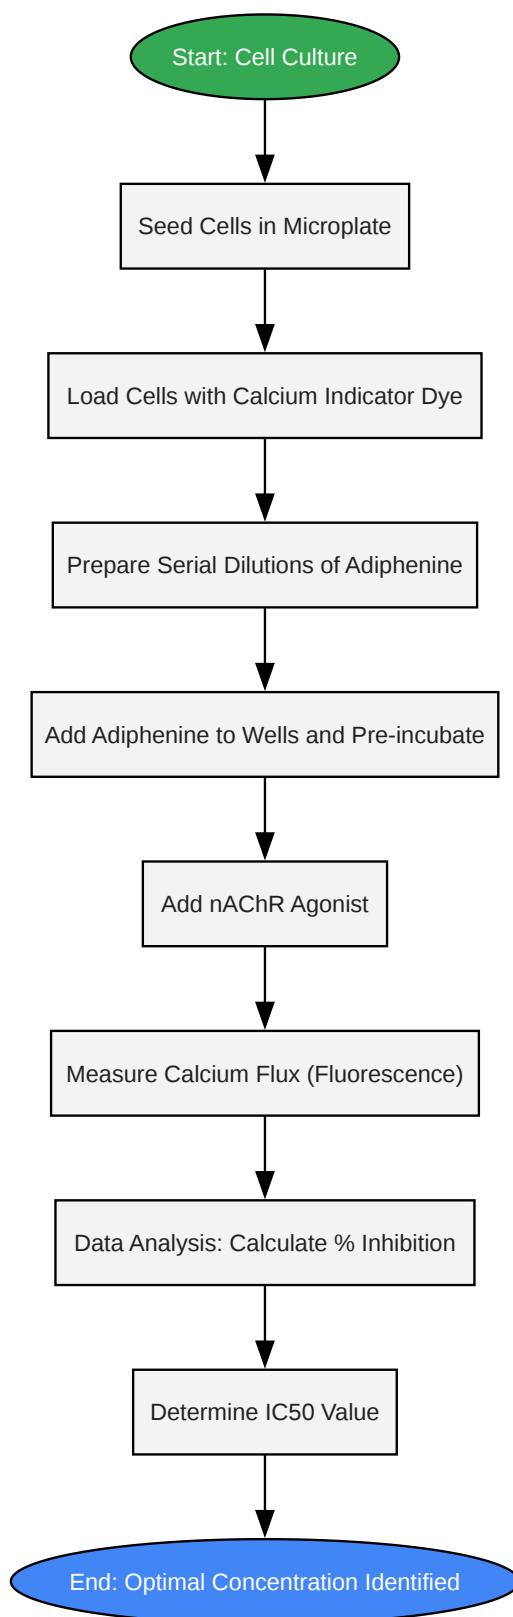 Start: Cell Culture
Seed Cells in Microplate
Load Cells with Calcium Indicator Dye
Prepare Serial Dilutions of Adiphenine
Add Adiphenine to Wells and Pre-incubate
Add nAChR Agonist
Measure Calcium Flux (Fluorescence)
Data Analysis: Calculate % Inhibition
Determine IC50 Value
End: Optimal Concentration Identified